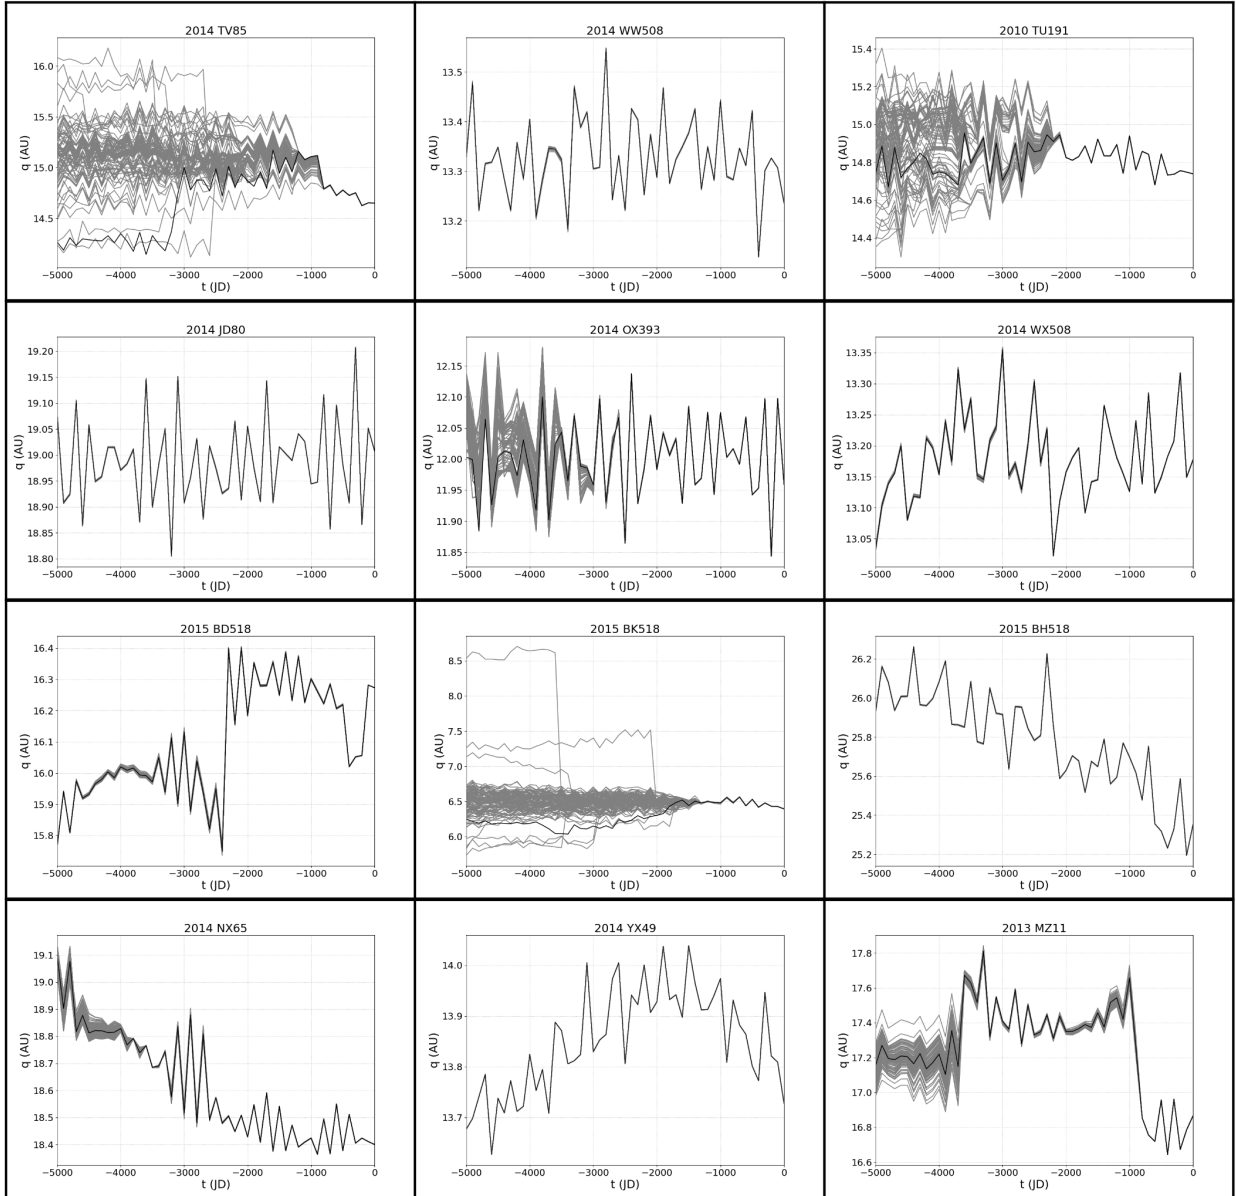 2014 TV85
q (AU)
16.0
15.5
15.0
14.5
−5000 −4000 −3000 −2000 −1000 0
t (JD)
2014 WW508
q (AU)
13.5
13.4
13.3
13.2
−5000 −4000 −3000 −2000 −1000 0
t (JD)
2010 TU191
q (AU)
15.4
15.2
15.0
14.8
14.6
14.4
−5000 −4000 −3000 −2000 −1000 0
t (JD)
2014 JD80
q (AU)
19.20
19.15
19.10
19.05
19.00
18.95
18.90
18.85
18.80
−5000 −4000 −3000 −2000 −1000 0
t (JD)
2014 OX393
q (AU)
12.15
12.10
12.05
12.00
11.95
11.90
11.85
−5000 −4000 −3000 −2000 −1000 0
t (JD)
2014 WX508
q (AU)
13.35
13.30
13.25
13.20
13.15
13.10
13.05
−5000 −4000 −3000 −2000 −1000 0
t (JD)
2015 BD518
q (AU)
16.4
16.3
16.2
16.1
16.0
15.9
15.8
−5000 −4000 −3000 −2000 −1000 0
t (JD)
2015 BK518
q (AU)
8.5
8.0
7.5
7.0
6.5
6.0
−5000 −4000 −3000 −2000 −1000 0
t (JD)
2015 BH518
q (AU)
26.2
26.0
25.8
25.6
25.4
25.2
−5000 −4000 −3000 −2000 −1000 0
t (JD)
2014 NX65
q (AU)
19.1
19.0
18.9
18.8
18.7
18.6
18.5
18.4
−5000 −4000 −3000 −2000 −1000 0
t (JD)
2014 YX49
q (AU)
14.0
13.9
13.8
13.7
−5000 −4000 −3000 −2000 −1000 0
t (JD)
2013 MZ11
q (AU)
17.8
17.6
17.4
17.2
17.0
16.8
16.6
−5000 −4000 −3000 −2000 −1000 0
t (JD)